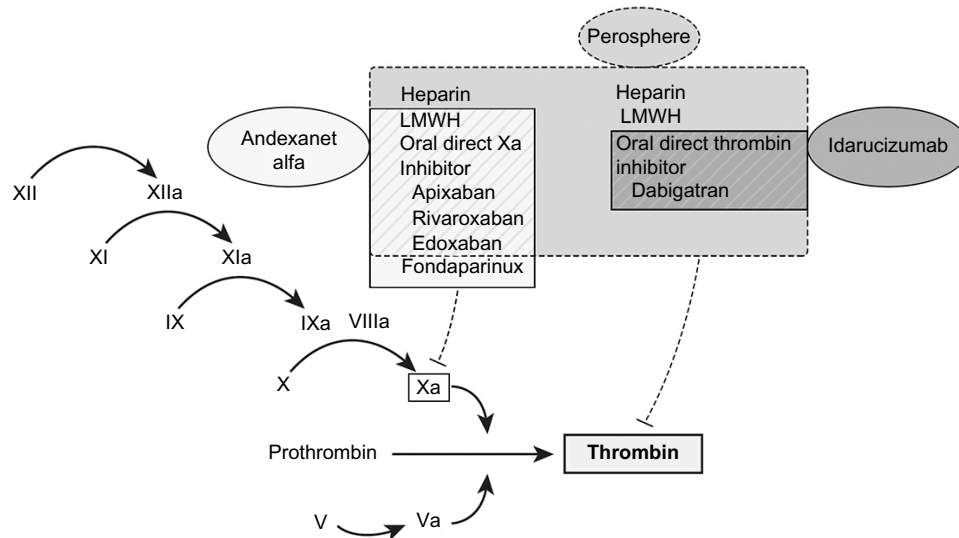 Perosphere
Heparin
LMWH
Oral direct Xa
Inhibitor
Apixaban
Rivaroxaban
Edoxaban
Fondaparinux
Heparin
LMWH
Oral direct thrombin
inhibitor
Dabigatran
Andexanet
alfa
Idarucizumab
XII
XIIa
XI
XIa
IX
IXa
VIIIa
X
Xa
Prothrombin
Thrombin
V
Va